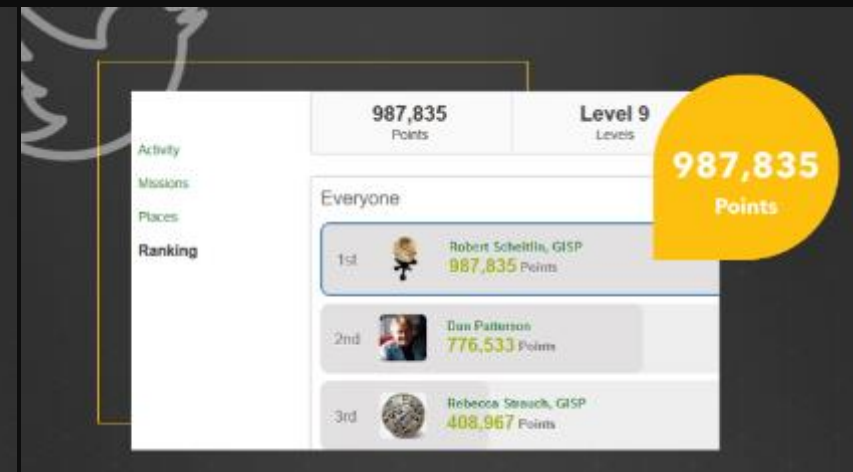 987,835
Points
Level 9
Levels
Activity
Missions
Places
Ranking
Everyone
1st
Robert Scheitlin, GISP
987,835 Points
2nd
Dan Patterson
776,533 Points
3rd
Rebecca Strauch, GISP
408,967 Points
987,835
Points